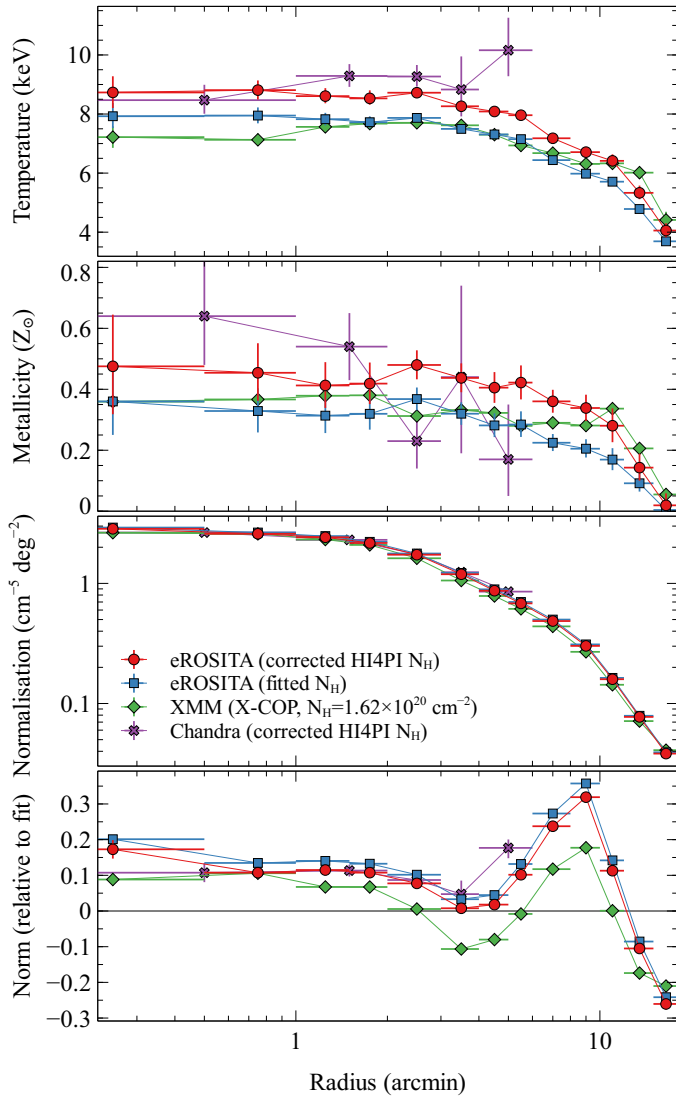 Temperature (keV)
10
8
6
4
Metallicity (Z⊙)
0.8
0.6
0.4
0.2
0
Normalisation (cm⁻⁵ deg⁻²)
1
0.1
eROSITA (corrected HI4PI N_H)
eROSITA (fitted N_H)
XMM (X-COP, N_H=1.62×10²⁰ cm⁻²)
Chandra (corrected HI4PI N_H)
Norm (relative to fit)
0.3
0.2
0.1
0
−0.1
−0.2
−0.3
1
10
Radius (arcmin)